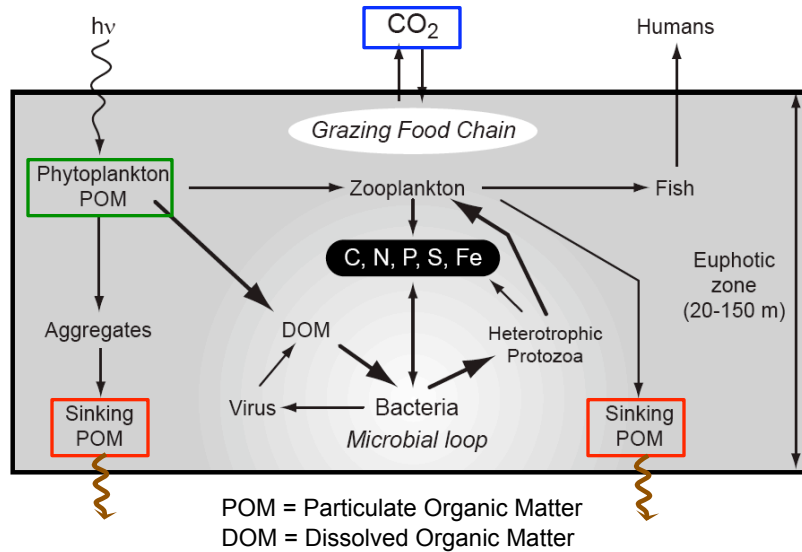 hν
CO₂
Humans
Grazing Food Chain
Phytoplankton
POM
Zooplankton
Fish
C, N, P, S, Fe
Euphotic
zone
(20-150 m)
Aggregates
DOM
Heterotrophic
Protozoa
Sinking
POM
Virus
Bacteria
Microbial loop
Sinking
POM
POM = Particulate Organic Matter
DOM = Dissolved Organic Matter